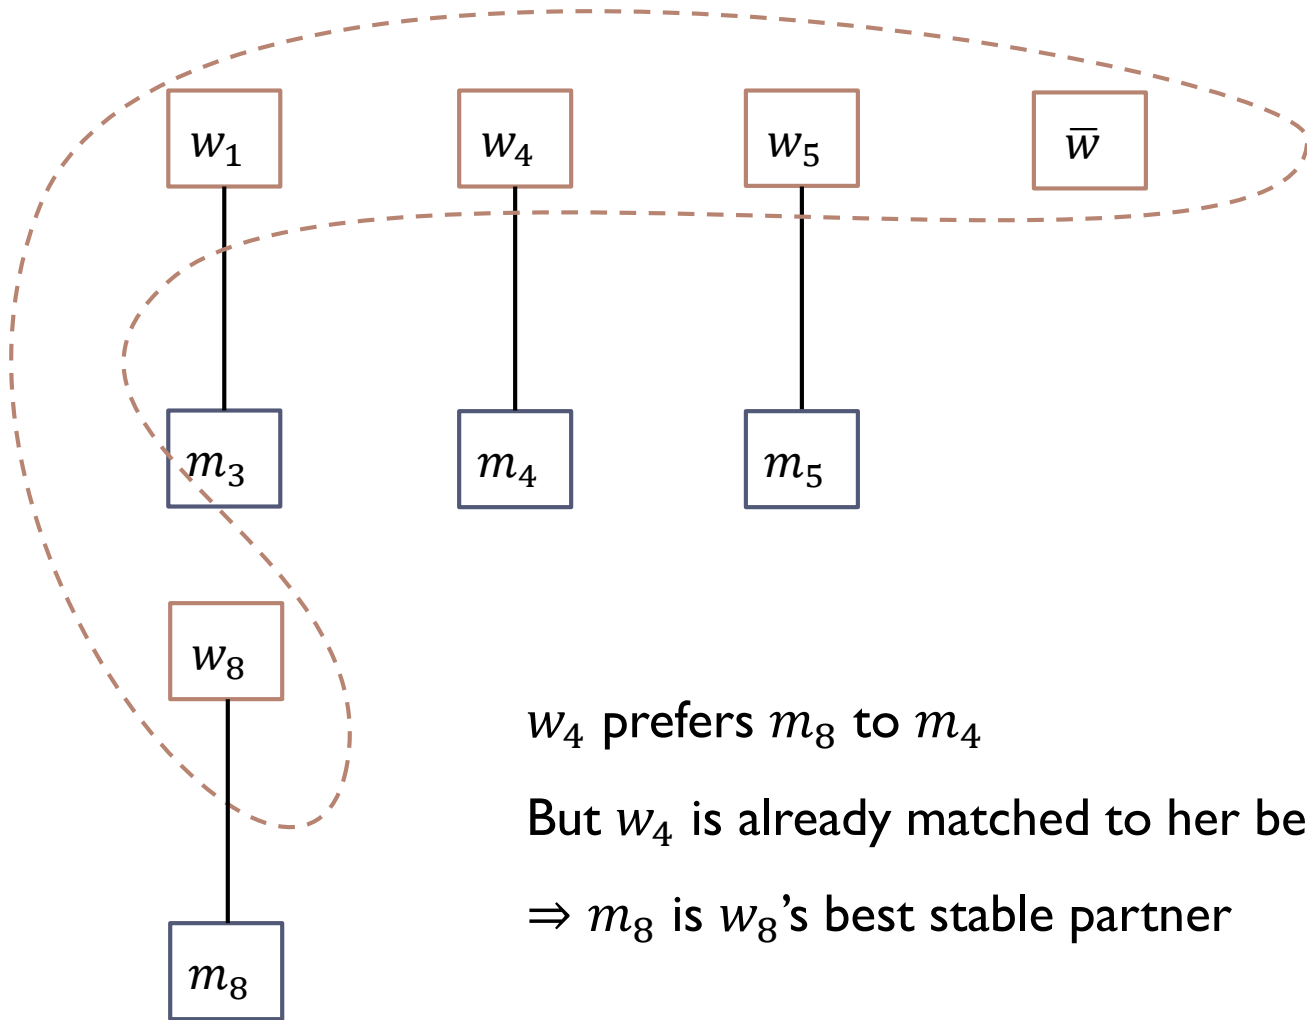 w₁ w₄ w₅ w̅
m₃ m₄ m₅
w₈
w₄ prefers m₈ to m₄
But w₄ is already matched to her be
⇒ m₈ is w₈’s best stable partner
m₈